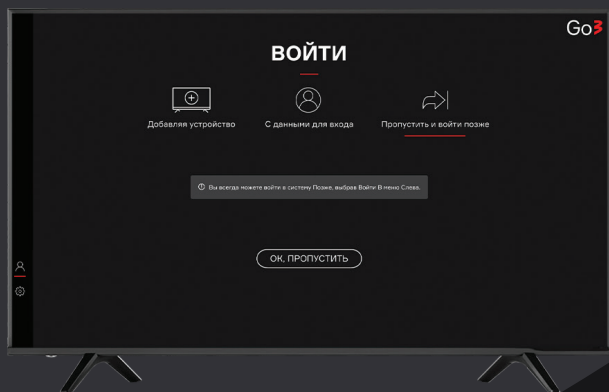 Go3
ВОЙТИ
Добавляя устройство
С данными для входа
Пропустить и войти позже
Вы всегда можете войти в систему Позже, выбрав Войти В меню Слева.
ОК, ПРОПУСТИТЬ